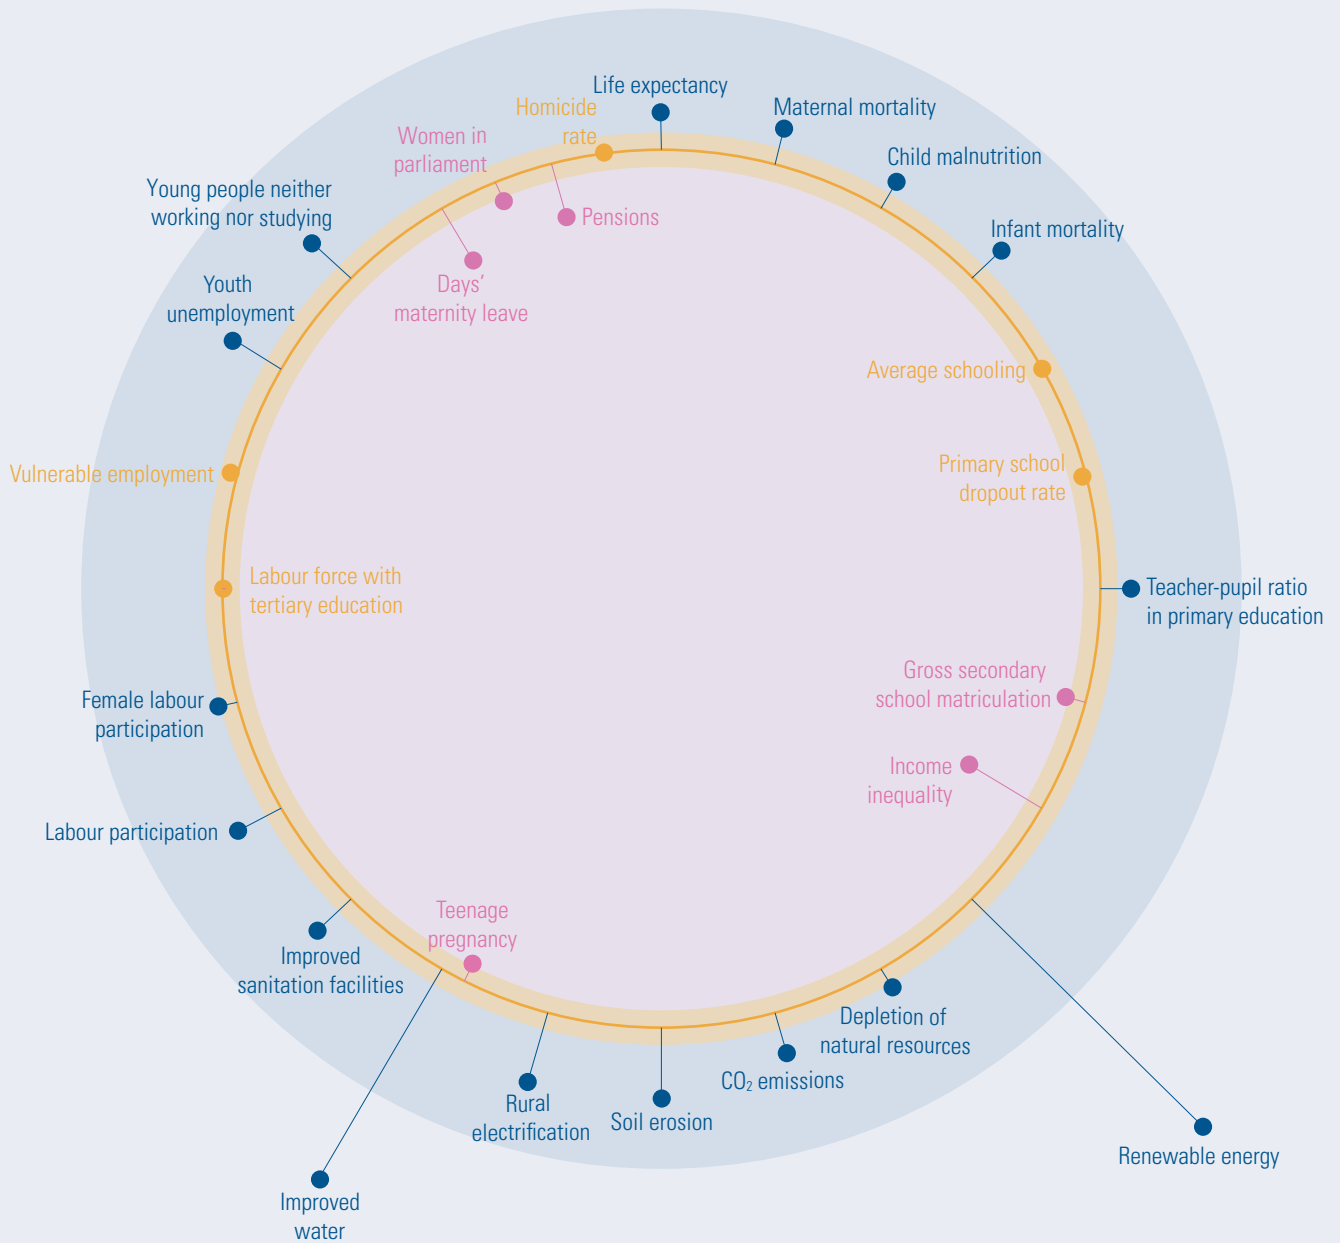 Life expectancy
Homicide
rate
Maternal mortality
Women in
parliament
Child malnutrition
Young people neither
working nor studying
Pensions
Infant mortality
Days'
maternity leave
Youth
unemployment
Average schooling
Vulnerable employment
Primary school
dropout rate
Labour force with
tertiary education
Teacher-pupil ratio
in primary education
Gross secondary
school matriculation
Female labour
participation
Income
inequality
Labour participation
Teenage
pregnancy
Improved
sanitation facilities
Depletion of
natural resources
CO₂ emissions
Rural
electrification
Soil erosion
Renewable energy
Improved
water